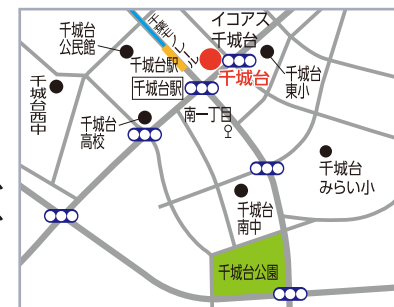 イコアス
千城台
千城台
千葉モノレール
千城台
公民館
千城台駅
千城台駅
千城台
東小
千城台西中
千城台
高校
南一丁目
千城台
みらい小
千城台
南中
千城台公園